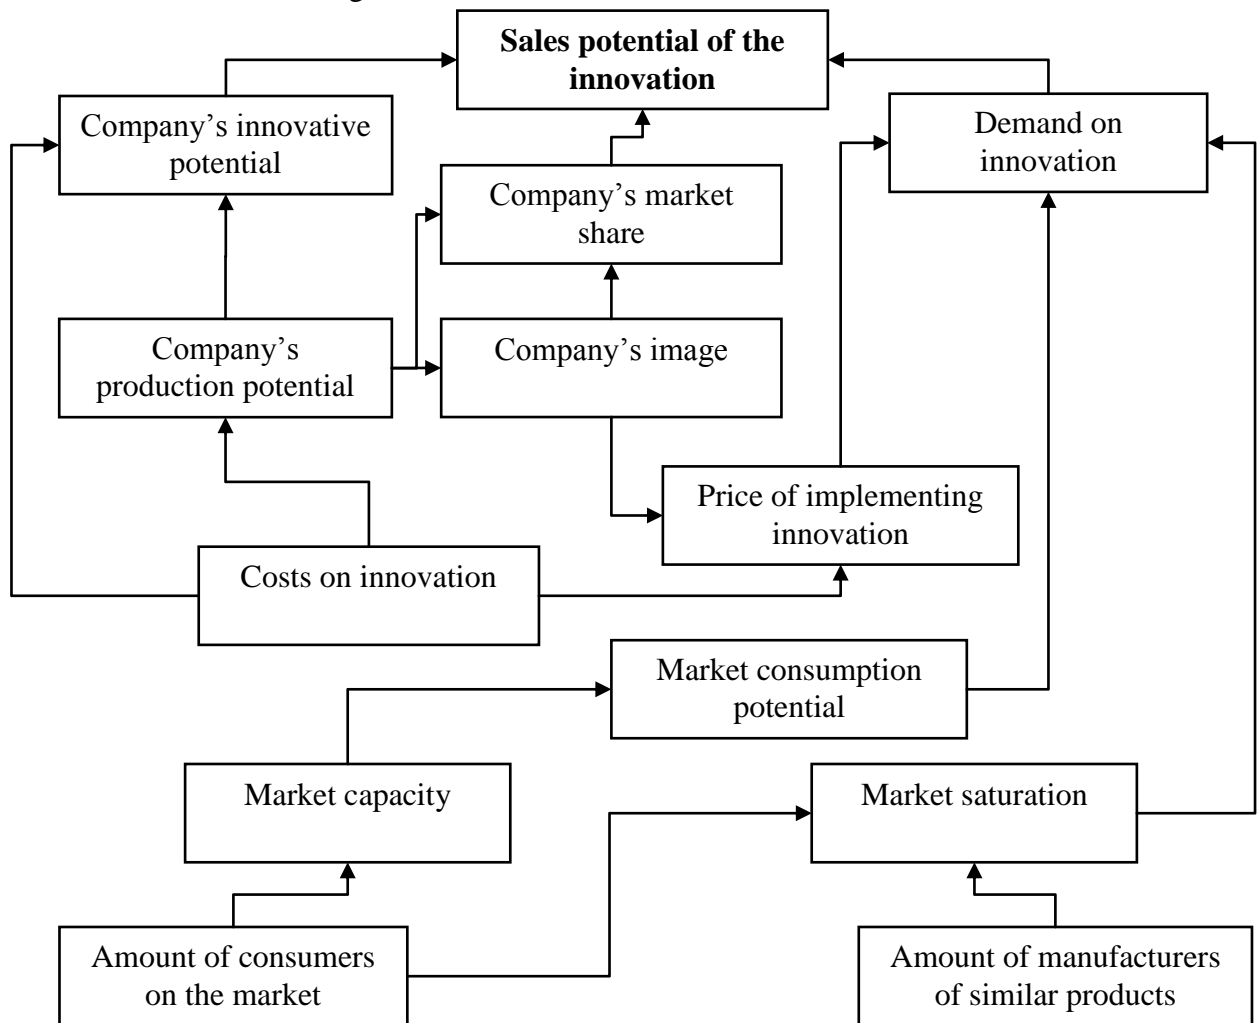 Sales potential of the
innovation
Company's innovative
potential
Demand on
innovation
Company's market
share
Company's
production potential
Company's image
Price of implementing
innovation
Costs on innovation
Market consumption
potential
Market capacity
Market saturation
Amount of consumers
on the market
Amount of manufacturers
of similar products